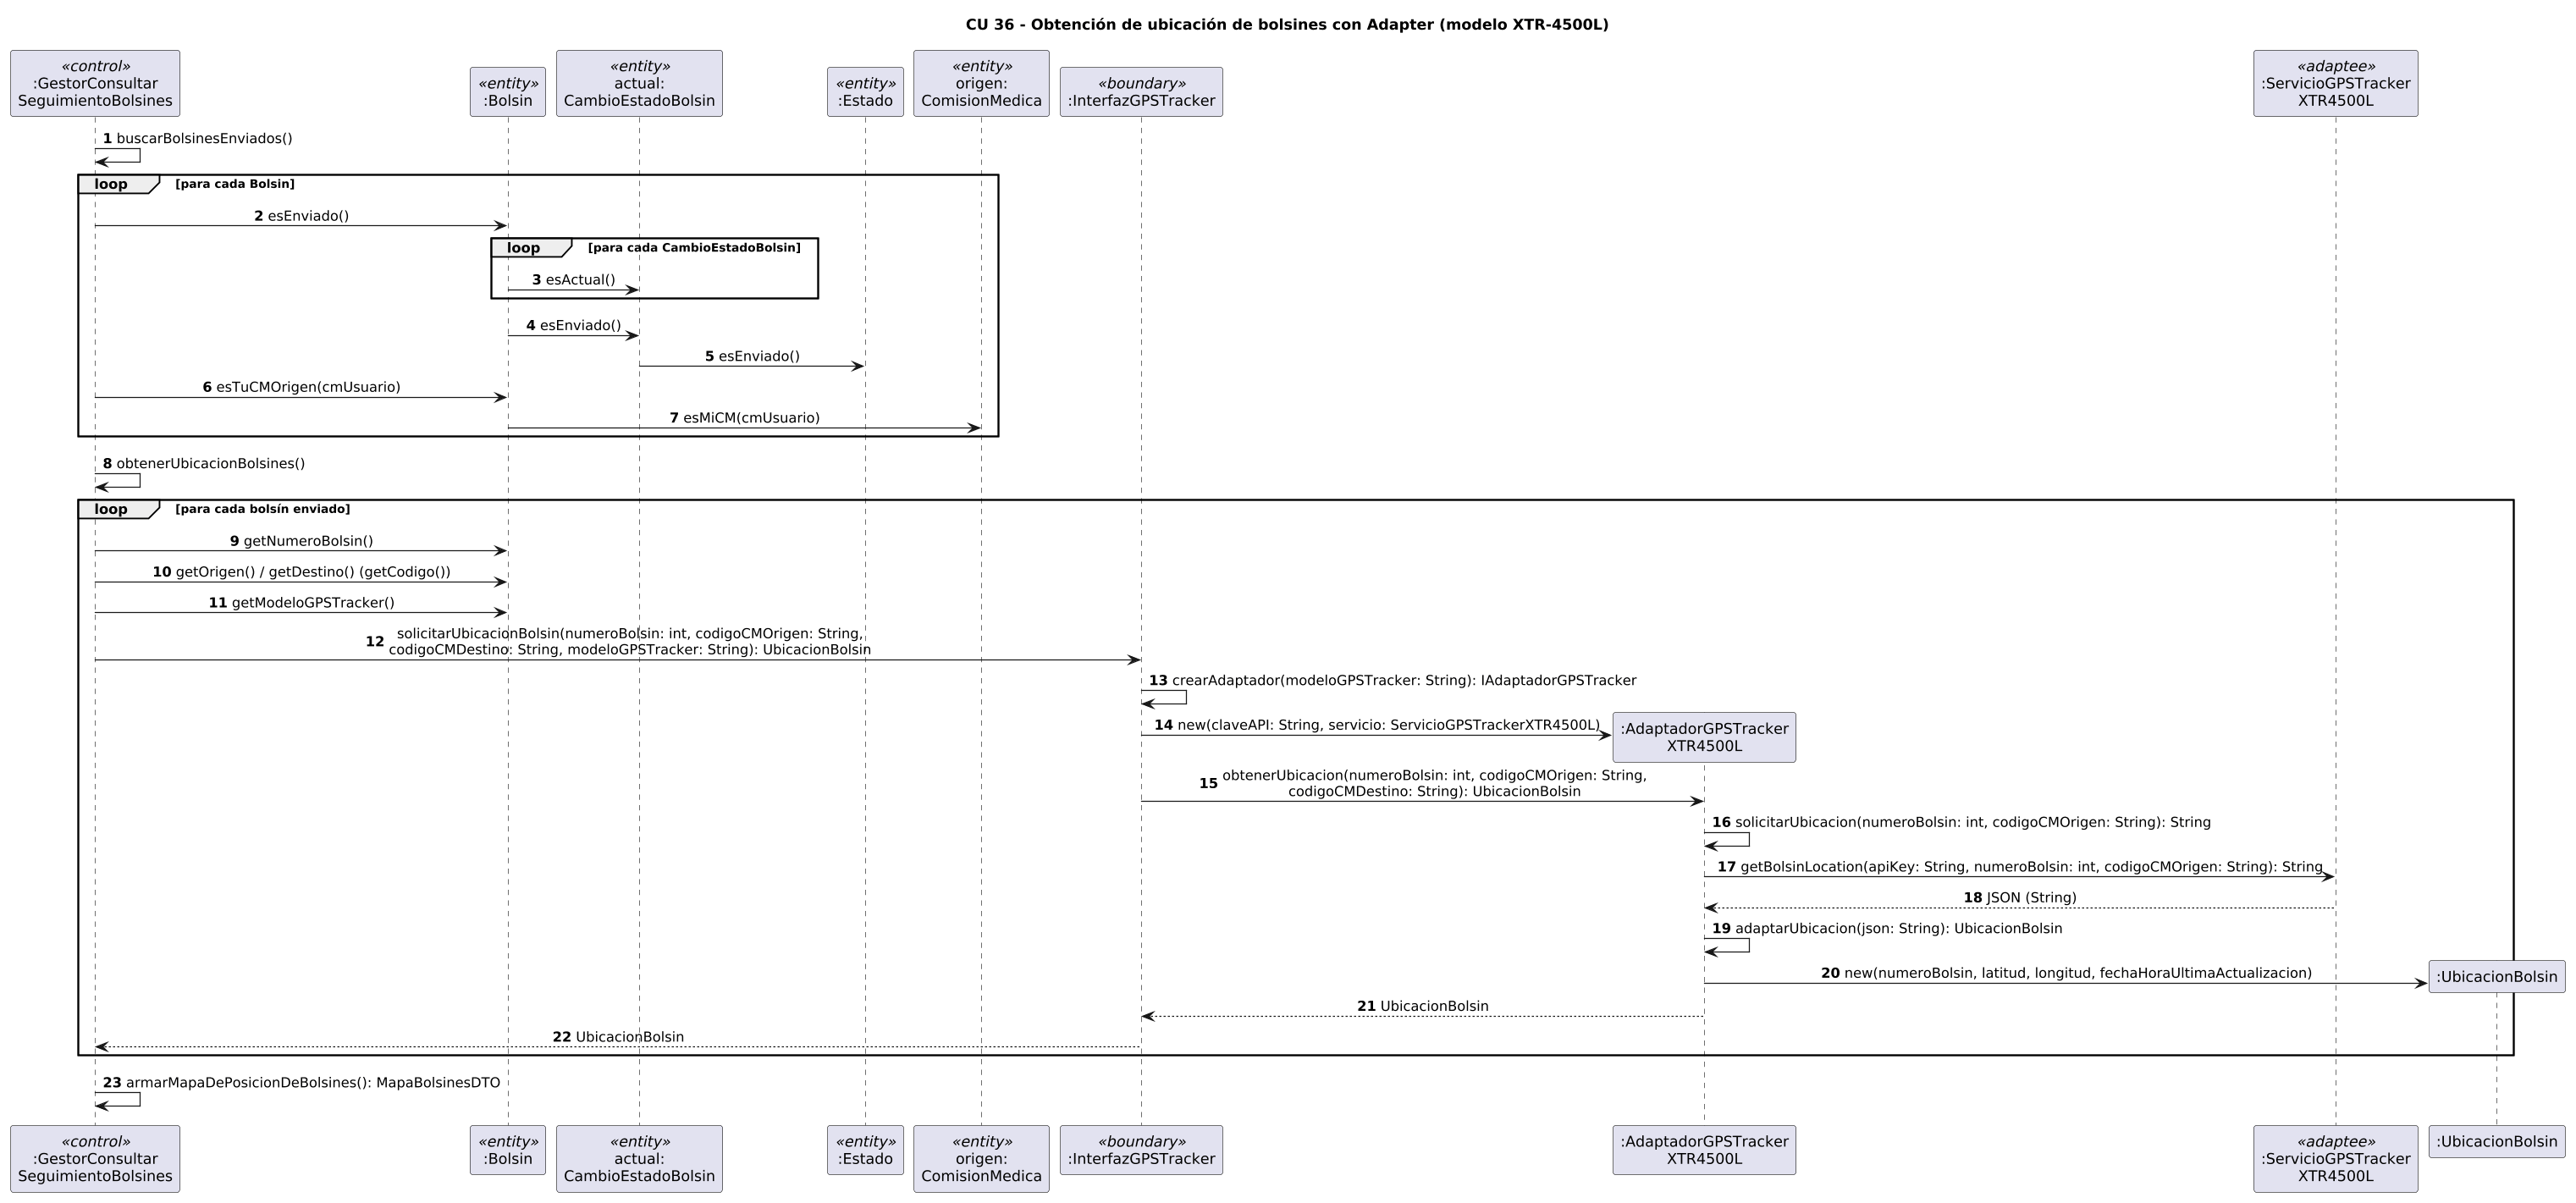 CU 36 - Obtención de ubicación de bolsines con Adapter (modelo XTR-4500L)
«control»
:GestorConsultar
SeguimientoBolsines
«entity»
:Bolsin
«entity»
actual:
CambioEstadoBolsin
«entity»
:Estado
«entity»
origen:
ComisionMedica
«boundary»
:InterfazGPSTracker
«adaptee»
:ServicioGPSTracker
XTR4500L
1 buscarBolsinesEnviados()
loop [para cada Bolsin]
2 esEnviado()
loop [para cada CambioEstadoBolsin]
3 esActual()
4 esEnviado()
5 esEnviado()
6 esTuCMOrigen(cmUsuario)
7 esMiCM(cmUsuario)
8 obtenerUbicacionBolsines()
loop [para cada bolsín enviado]
9 getNumeroBolsin()
10 getOrigen() / getDestino() (getCodigo())
11 getModeloGPSTracker()
12 solicitarUbicacionBolsin(numeroBolsin: int, codigoCMOrigen: String,
codigoCMDestino: String, modeloGPSTracker: String): UbicacionBolsin
13 crearAdaptador(modeloGPSTracker: String): IAdaptadorGPSTracker
14 new(claveAPI: String, servicio: ServicioGPSTrackerXTR4500L)
:AdaptadorGPSTracker
XTR4500L
15 obtenerUbicacion(numeroBolsin: int, codigoCMOrigen: String,
codigoCMDestino: String): UbicacionBolsin
16 solicitarUbicacion(numeroBolsin: int, codigoCMOrigen: String): String
17 getBolsinLocation(apiKey: String, numeroBolsin: int, codigoCMOrigen: String): String
18 JSON (String)
19 adaptarUbicacion(json: String): UbicacionBolsin
20 new(numeroBolsin, latitud, longitud, fechaHoraUltimaActualizacion)
:UbicacionBolsin
21 UbicacionBolsin
22 UbicacionBolsin
23 armarMapaDePosicionDeBolsines(): MapaBolsinesDTO
«control»
:GestorConsultar
SeguimientoBolsines
«entity»
:Bolsin
«entity»
actual:
CambioEstadoBolsin
«entity»
:Estado
«entity»
origen:
ComisionMedica
«boundary»
:InterfazGPSTracker
:AdaptadorGPSTracker
XTR4500L
«adaptee»
:ServicioGPSTracker
XTR4500L
:UbicacionBolsin